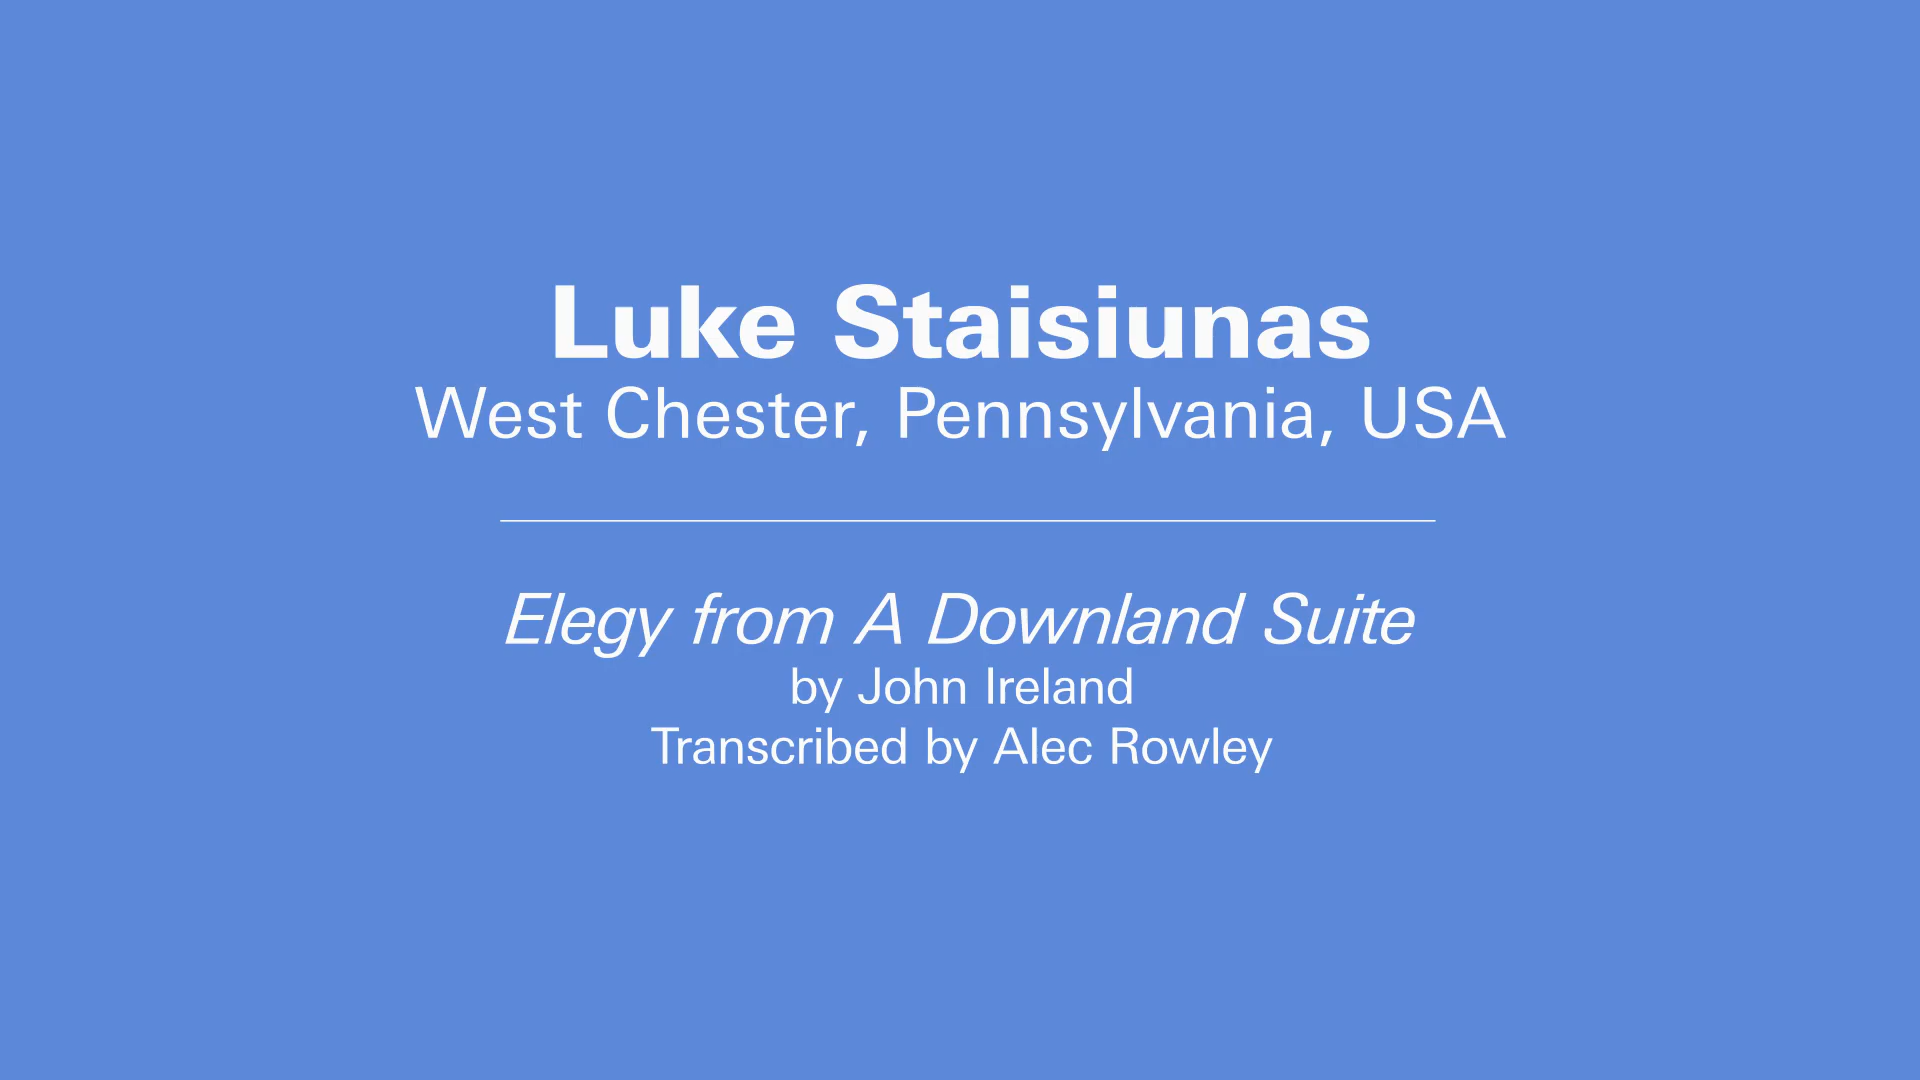 Luke Staisiunas
West Chester, Pennsylvania, USA
Elegy from A Downland Suite
by John Ireland
Transcribed by Alec Rowley